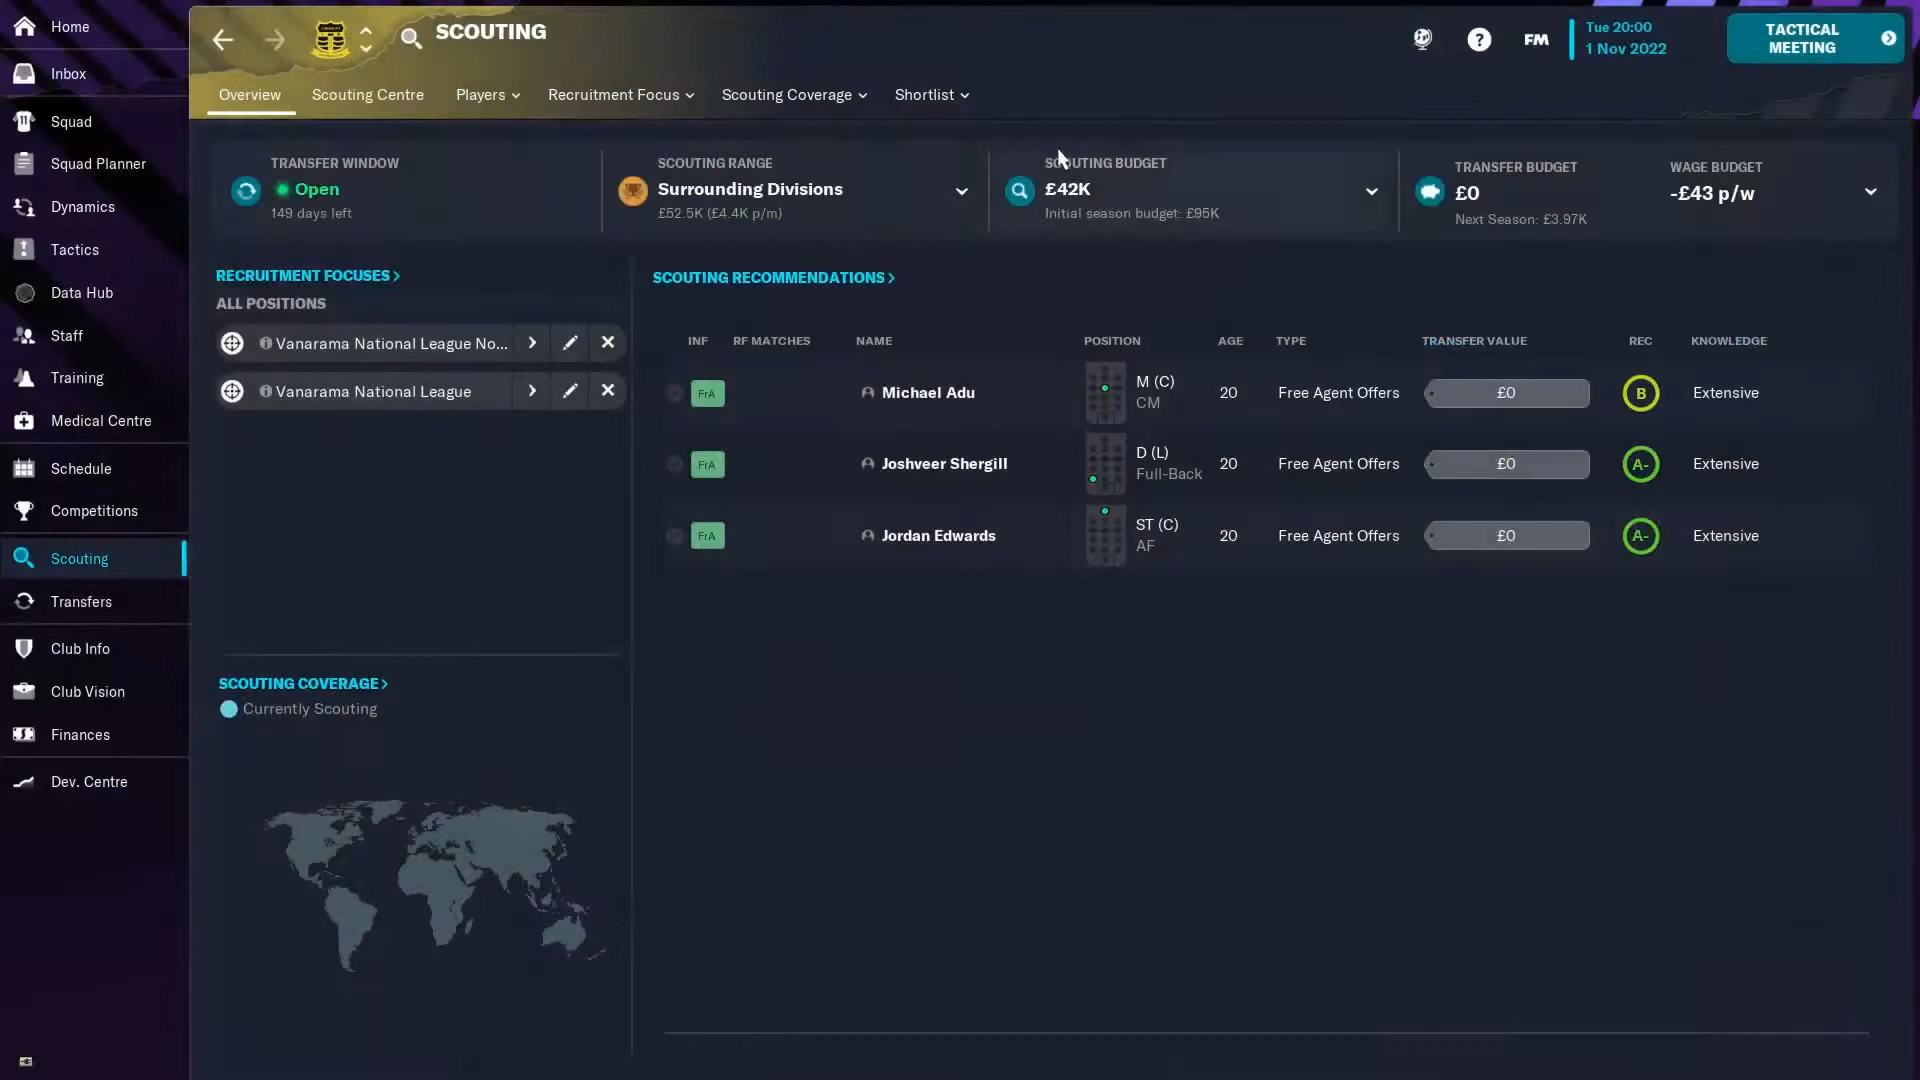 Home
Inbox
Squad
Squad Planner
Dynamics
Tactics
Data Hub
Staff
Training
Medical Centre
Schedule
Competitions
Scouting
Transfers
Club Info
Club Vision
Finances
Dev. Centre
SCOUTING
FM
Tue 20:00
1 Nov 2022
TACTICAL
MEETING
Overview
Scouting Centre
Players
Recruitment Focus
Scouting Coverage
Shortlist
TRANSFER WINDOW
Open
149 days left
SCOUTING RANGE
Surrounding Divisions
£52.5K (£4.4K p/m)
SCOUTING BUDGET
£42K
Initial season budget: £95K
TRANSFER BUDGET
£0
Next Season: £3.97K
WAGE BUDGET
-£43 p/w
RECRUITMENT FOCUSES >
ALL POSITIONS
Vanarama National League No...
Vanarama National League
SCOUTING COVERAGE >
Currently Scouting
SCOUTING RECOMMENDATIONS >
INF RF MATCHES NAME POSITION AGE TYPE TRANSFER VALUE REC KNOWLEDGE
FrA Michael Adu M (C) CM 20 Free Agent Offers £0 B Extensive
FrA Joshveer Shergill D (L) Full-Back 20 Free Agent Offers £0 A- Extensive
FrA Jordan Edwards ST (C) AF 20 Free Agent Offers £0 A- Extensive